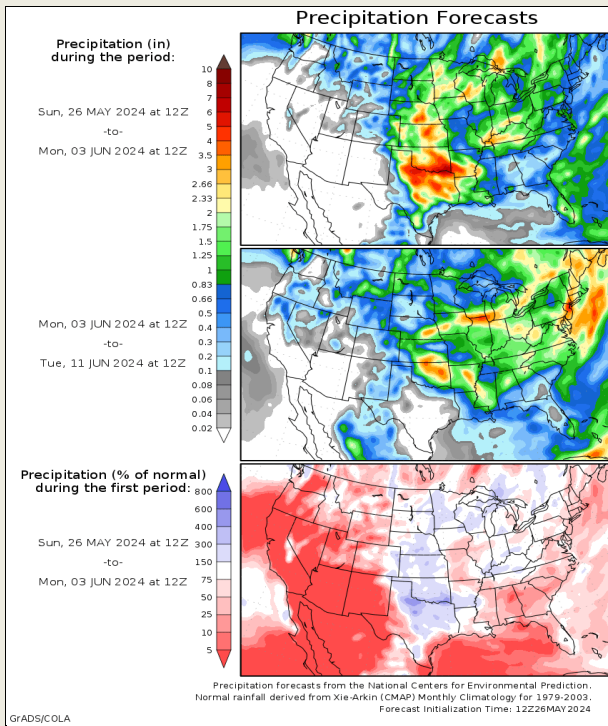 Precipitation Forecasts
Precipitation (in)
during the period:
Sun, 26 MAY 2024 at 12Z
-to-
Mon, 03 JUN 2024 at 12Z
10
8
7
6
5
4
3.5
3
2.66
2.33
2
1.75
1.5
1.25
1
0.83
0.66
0.5
0.4
0.3
0.2
0.1
0.08
0.06
0.04
0.02
Mon, 03 JUN 2024 at 12Z
-to-
Tue, 11 JUN 2024 at 12Z
Precipitation (% of normal)
during the first period:
Sun, 26 MAY 2024 at 12Z
-to-
Mon, 03 JUN 2024 at 12Z
800
600
400
300
150
75
50
25
10
5
Precipitation forecasts from the National Centers for Environmental Prediction.
Normal rainfall derived from Xie-Arkin (CMAP) Monthly Climatology for 1979-2003.
Forecast Initialization Time: 12Z26MAY2024
GrADS/COLA